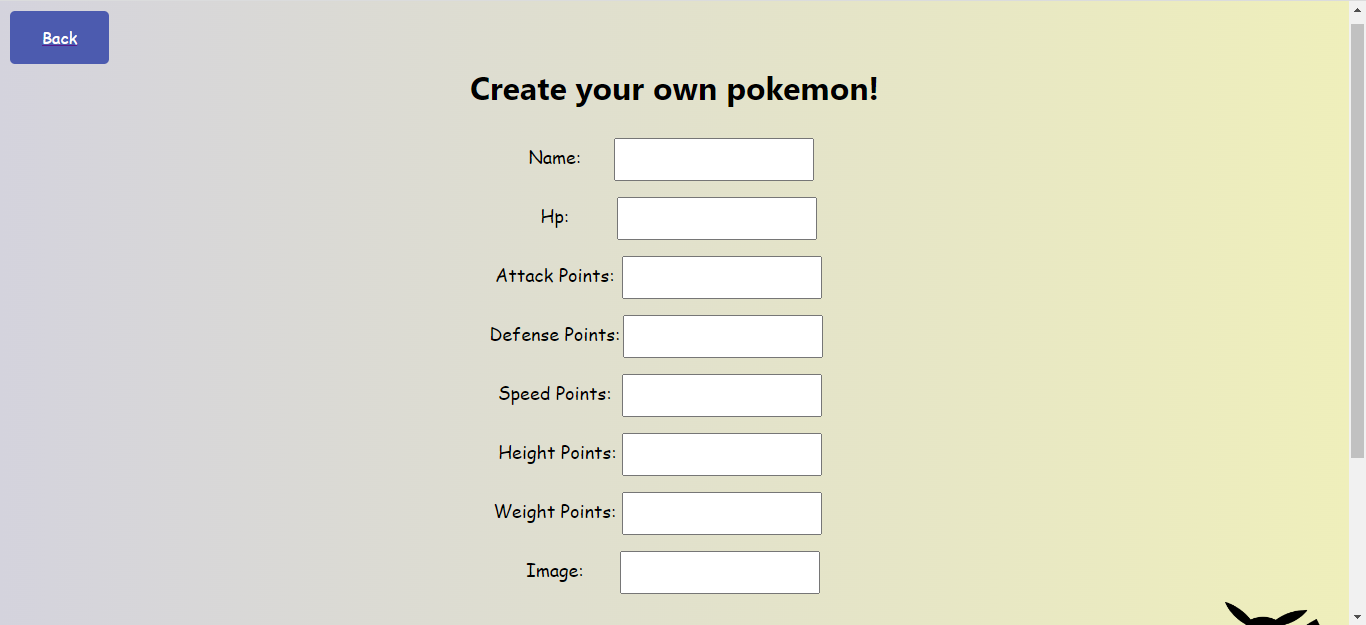 Back
Create your own pokemon!
Name:
Hp:
Attack Points:
Defense Points:
Speed Points:
Height Points:
Weight Points:
Image: